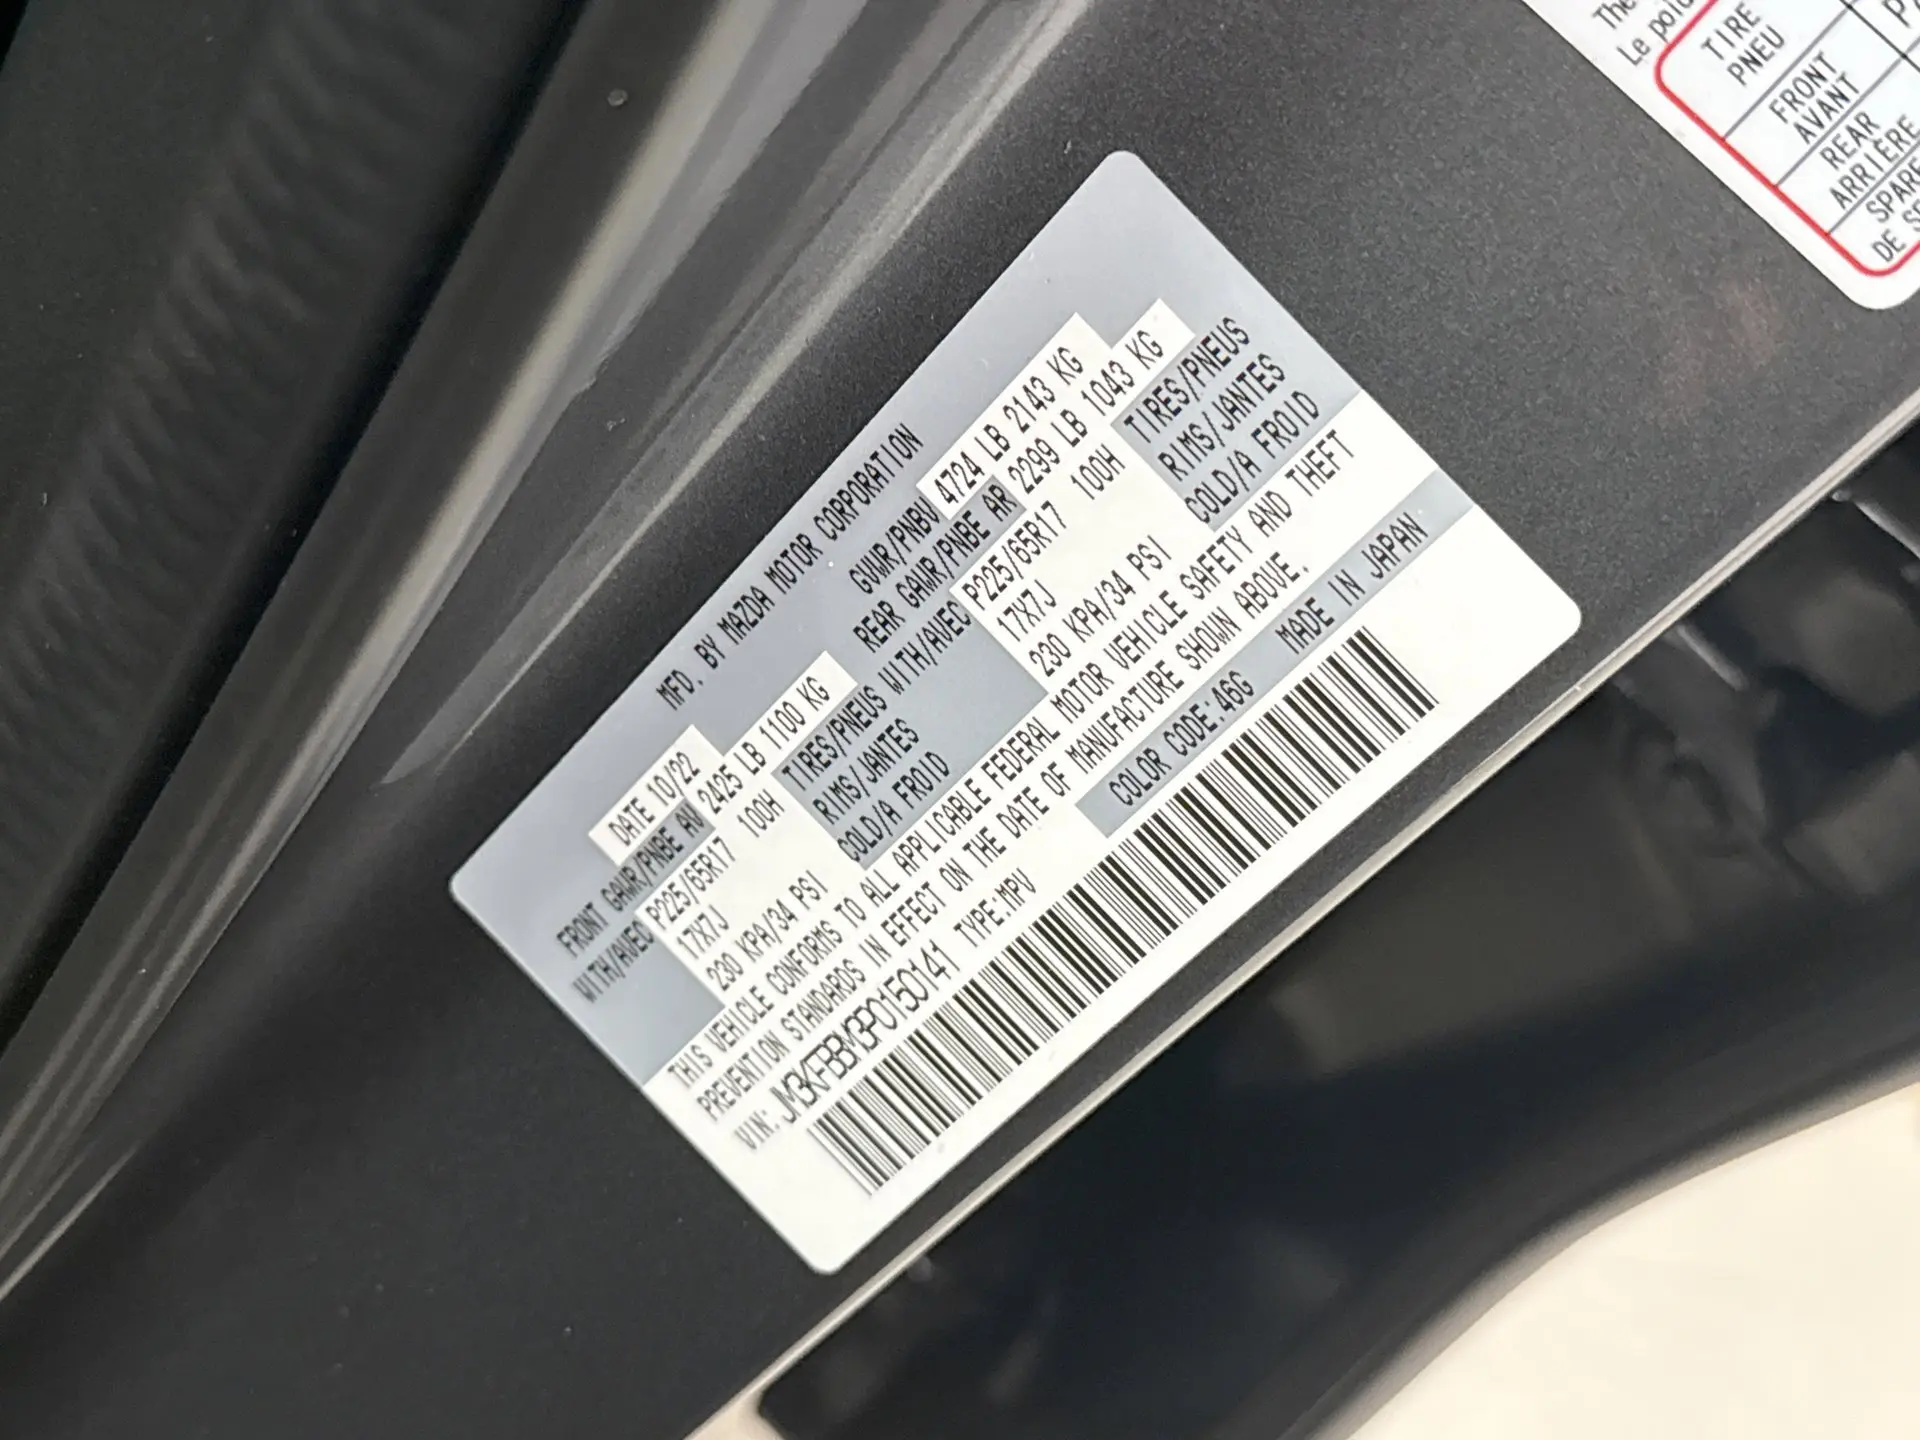 MFD. BY MAZDA MOTOR CORPORATION
DATE 10/22 GVWR/PNBV 4724 LB 2143 KG
FRONT GAWR/PNBE AV 2425 LB 1100 KG REAR GAWR/PNBE AR 2299 LB 1043 KG
WITH/AVEC P225/65R17 100H TIRES/PNEUS WITH/AVEC P225/65R17 100H TIRES/PNEUS
17X7J RIMS/JANTES 17X7J RIMS/JANTES
230 KPA/34 PSI COLD/A FROID 230 KPA/34 PSI COLD/A FROID
THIS VEHICLE CONFORMS TO ALL APPLICABLE FEDERAL MOTOR VEHICLE SAFETY AND THEFT
PREVENTION STANDARDS IN EFFECT ON THE DATE OF MANUFACTURE SHOWN ABOVE.
VIN: JM3KFBBM3P0150141 TYPE:MPV COLOR CODE:46G MADE IN JAPAN
The
Le
TIRE
PNEU
FRONT
AVANT
REAR
ARRIÈRE
SPARE
DE